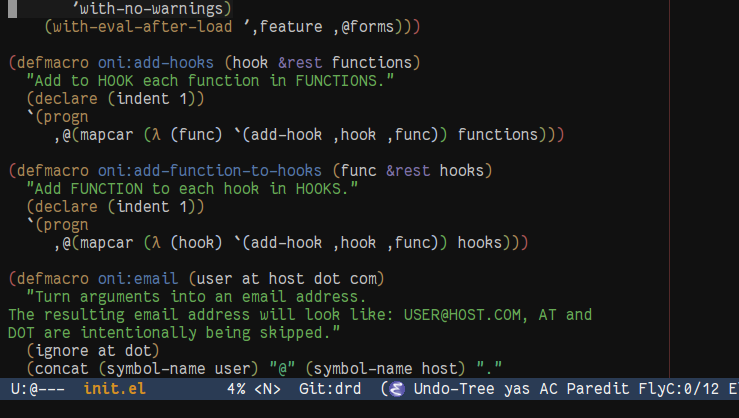 ’with-no-warnings)
(with-eval-after-load ’,feature ,@forms)))
(defmacro oni:add-hooks (hook &rest functions)
"Add to HOOK each function in FUNCTIONS."
(declare (indent 1))
`(progn
,@(mapcar (λ (func) `(add-hook ,hook ,func)) functions)))
(defmacro oni:add-function-to-hooks (func &rest hooks)
"Add FUNCTION to each hook in HOOKS."
(declare (indent 1))
`(progn
,@(mapcar (λ (hook) `(add-hook ,hook ,func)) hooks)))
(defmacro oni:email (user at host dot com)
"Turn arguments into an email address.
The resulting email address will look like: USER@HOST.COM, AT and
DOT are intentionally being skipped."
(ignore at dot)
(concat (symbol-name user) "@" (symbol-name host) "."
U:@--- init.el 4% <N> Git:drd ( Undo-Tree yas AC Paredit FlyC:0/12 E